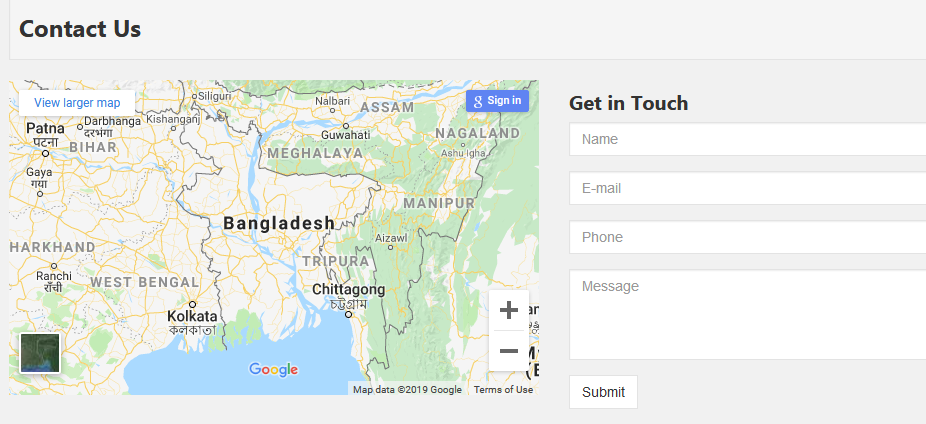 Contact Us
View larger map
Sign in
Siliguri
Nalbari
ASSAM
Darbhanga
दरभंगा
Kishanganj
Patna
पटना
BIHAR
Guwahati
NAGALAND
MEGHALAYA
Gaya
गया
MANIPUR
Bangladesh
Aizawl
HARKHAND
TRIPURA
Ranchi
राँची
WEST BENGAL
Chittagong
চট্টগ্রাম
Kolkata
কলকাতা
Google
Map data ©2019 Google
Terms of Use
Get in Touch
Name
E-mail
Phone
Message
Submit